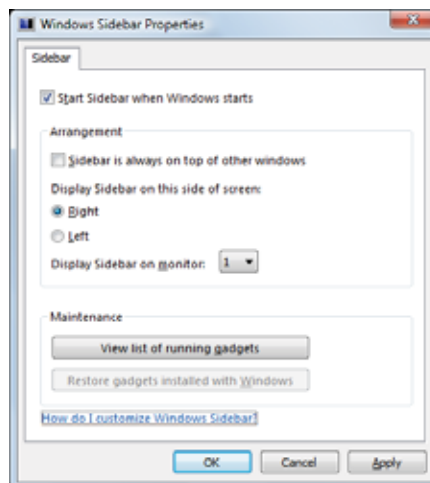 Windows Sidebar Properties
Sidebar
Start Sidebar when Windows starts
Arrangement
Sidebar is always on top of other windows
Display Sidebar on this side of screen:
Right
Left
Display Sidebar on monitor: 1
Maintenance
View list of running gadgets
Restore gadgets installed with Windows
How do I customize Windows Sidebar?
OK Cancel Apply